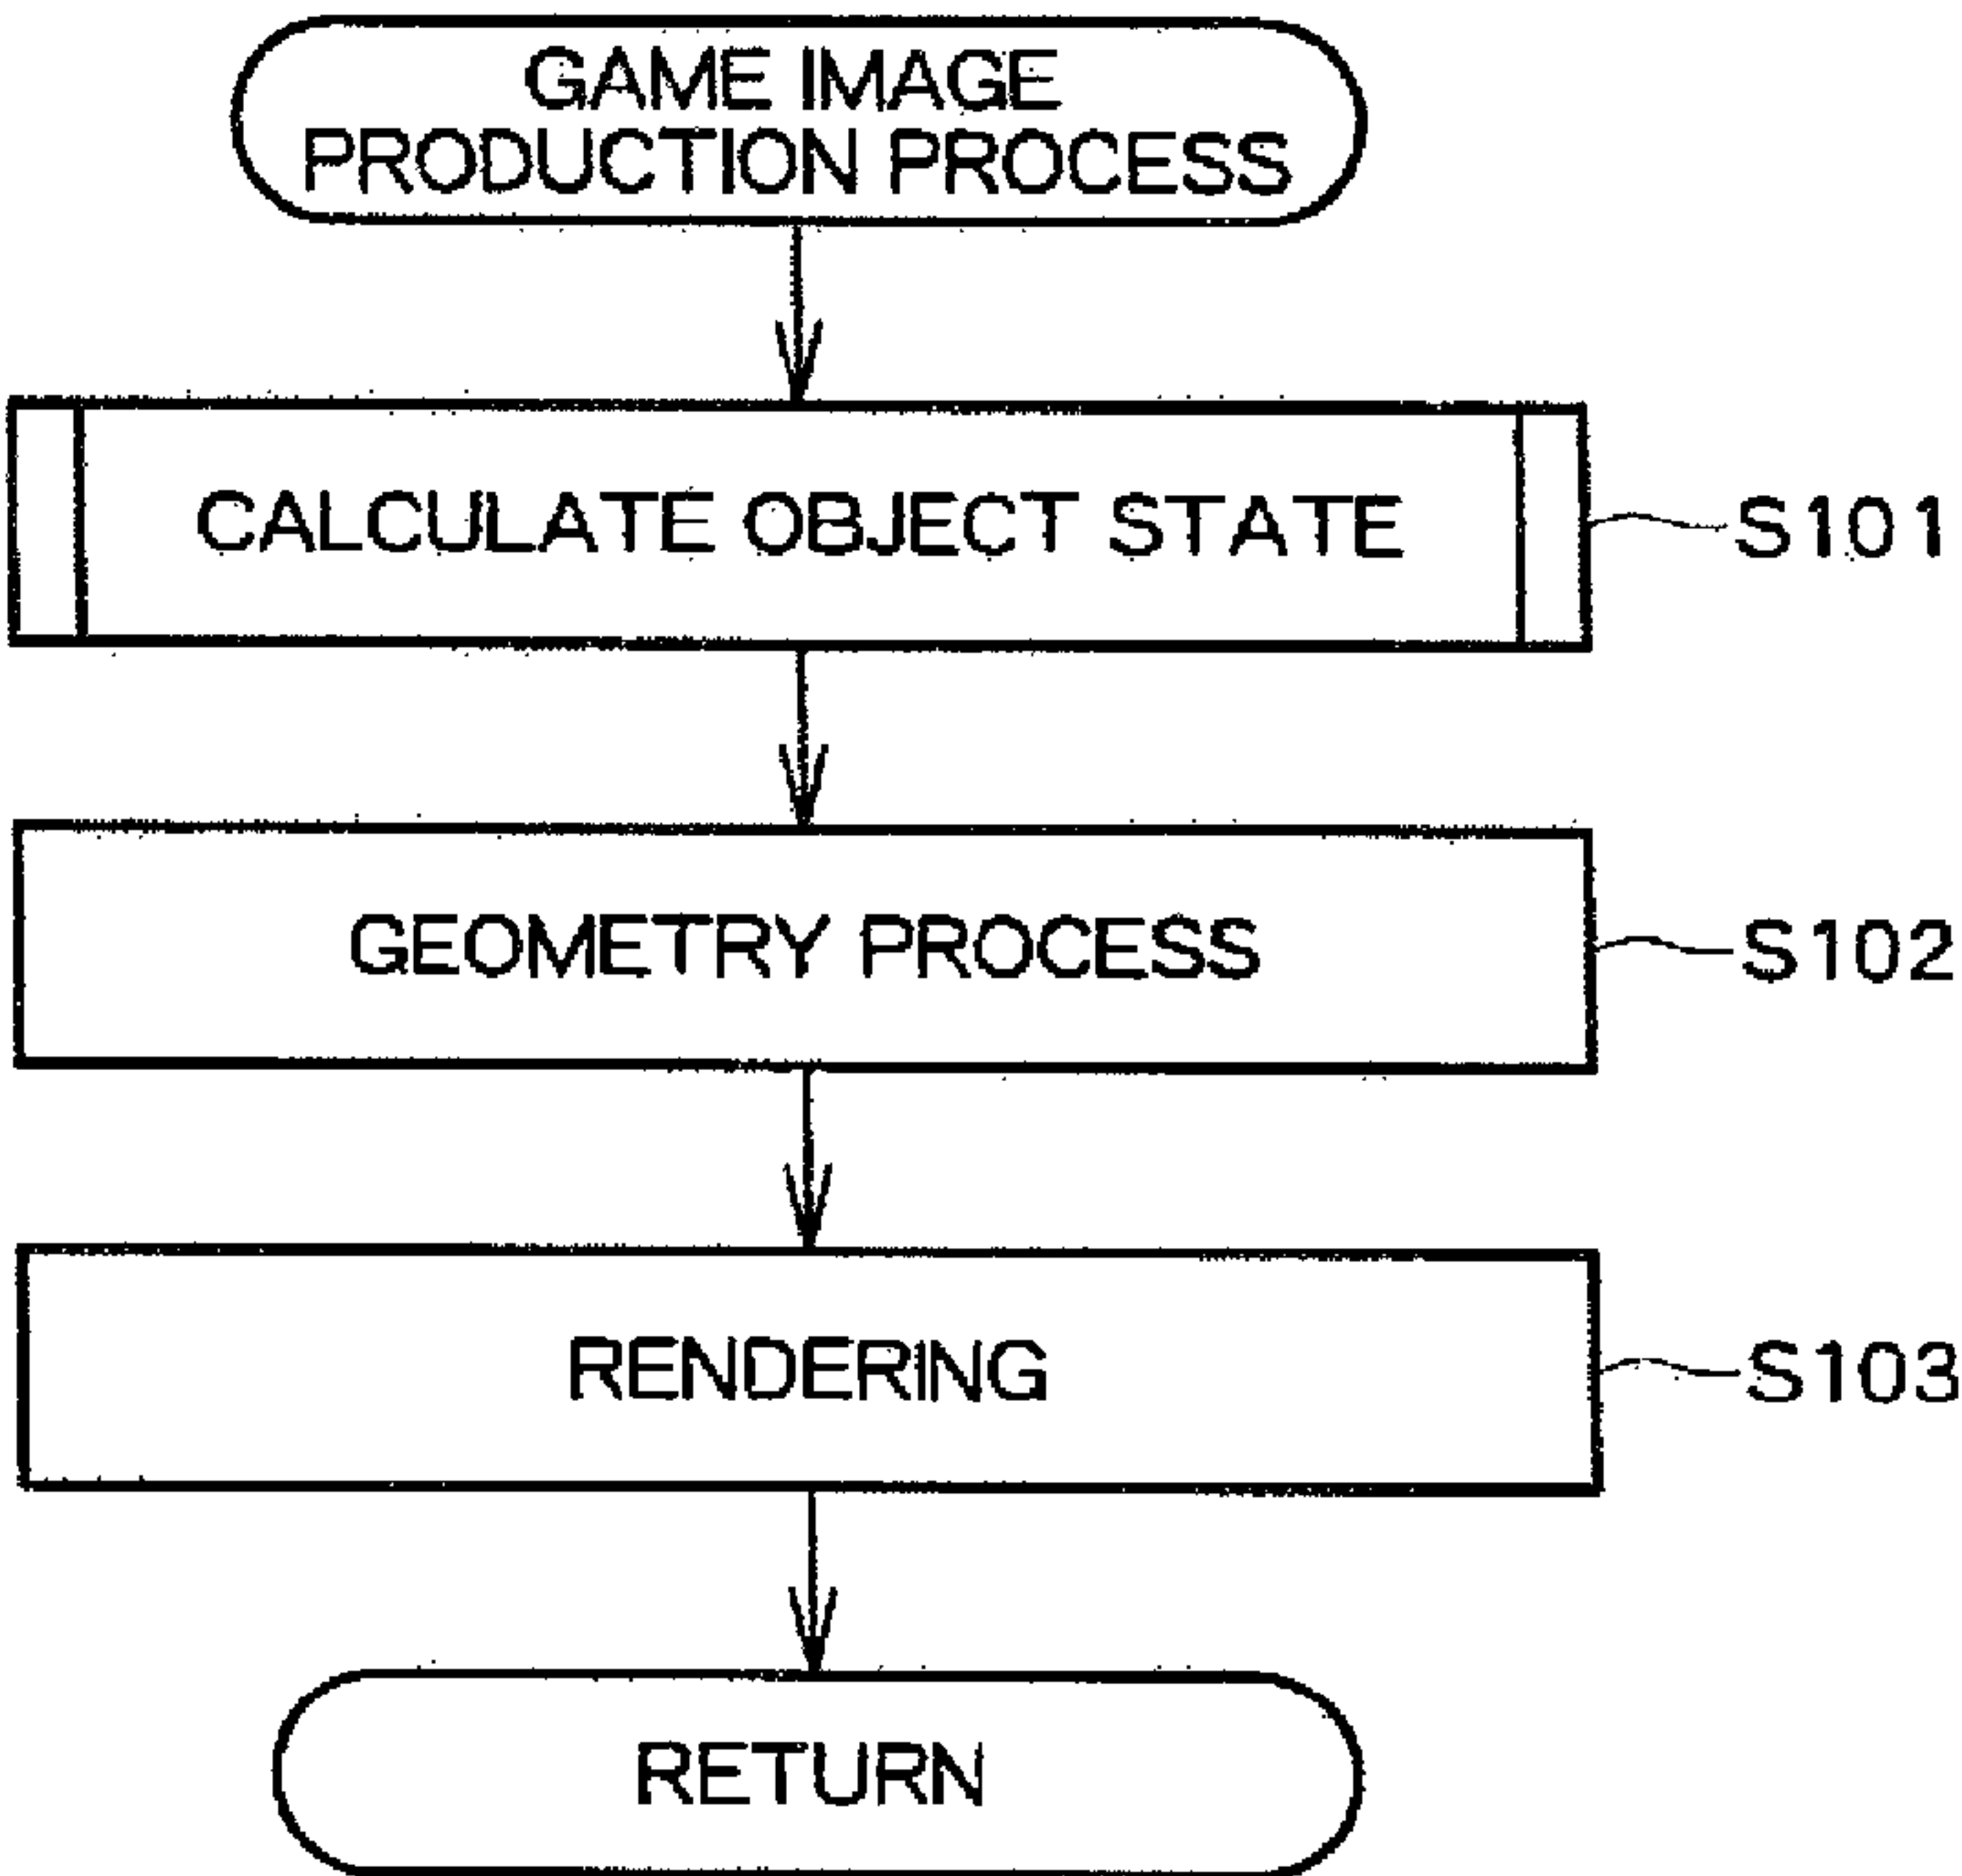 GAME IMAGE
PRODUCTION PROCESS
CALCULATE OBJECT STATE
S101
GEOMETRY PROCESS
S102
RENDERING
S103
RETURN